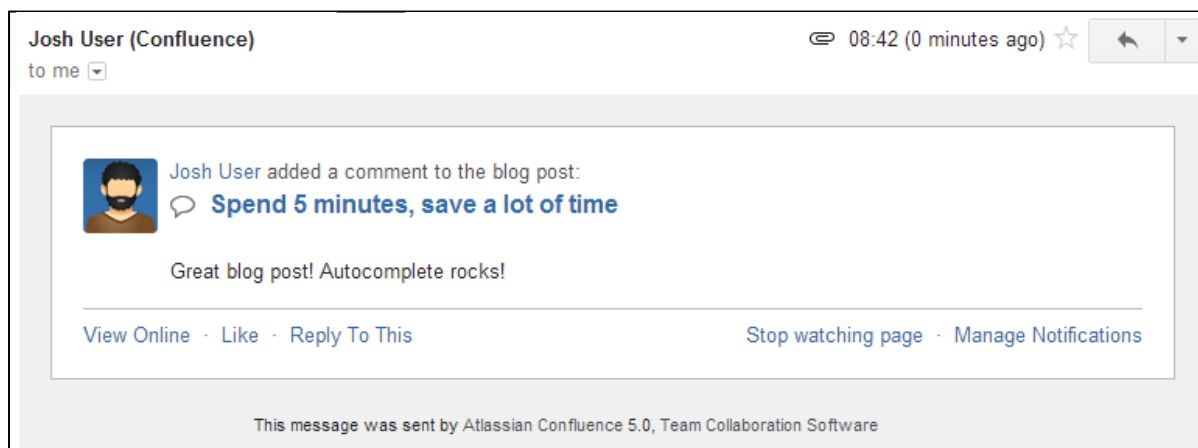 Josh User (Confluence) 08:42 (0 minutes ago)
to me
Josh User added a comment to the blog post:
Spend 5 minutes, save a lot of time
Great blog post! Autocomplete rocks!
View Online · Like · Reply To This Stop watching page · Manage Notifications
This message was sent by Atlassian Confluence 5.0, Team Collaboration Software